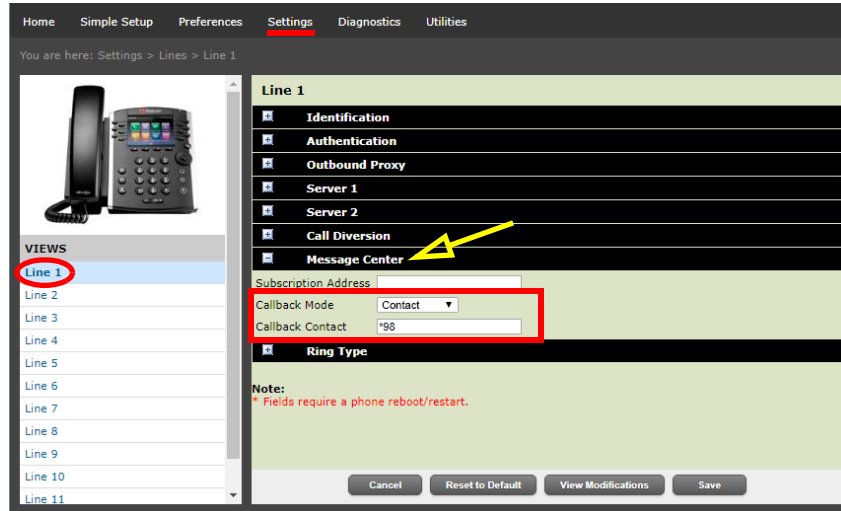 Home Simple Setup Preferences Settings Diagnostics Utilities
You are here: Settings > Lines > Line 1
VIEWS
Line 1
Line 2
Line 3
Line 4
Line 5
Line 6
Line 7
Line 8
Line 9
Line 10
Line 11
Line 1
Identification
Authentication
Outbound Proxy
Server 1
Server 2
Call Diversion
Message Center
Subscription Address
Callback Mode Contact
Callback Contact *98
Ring Type
Note:
* Fields require a phone reboot/restart.
Cancel Reset to Default View Modifications Save